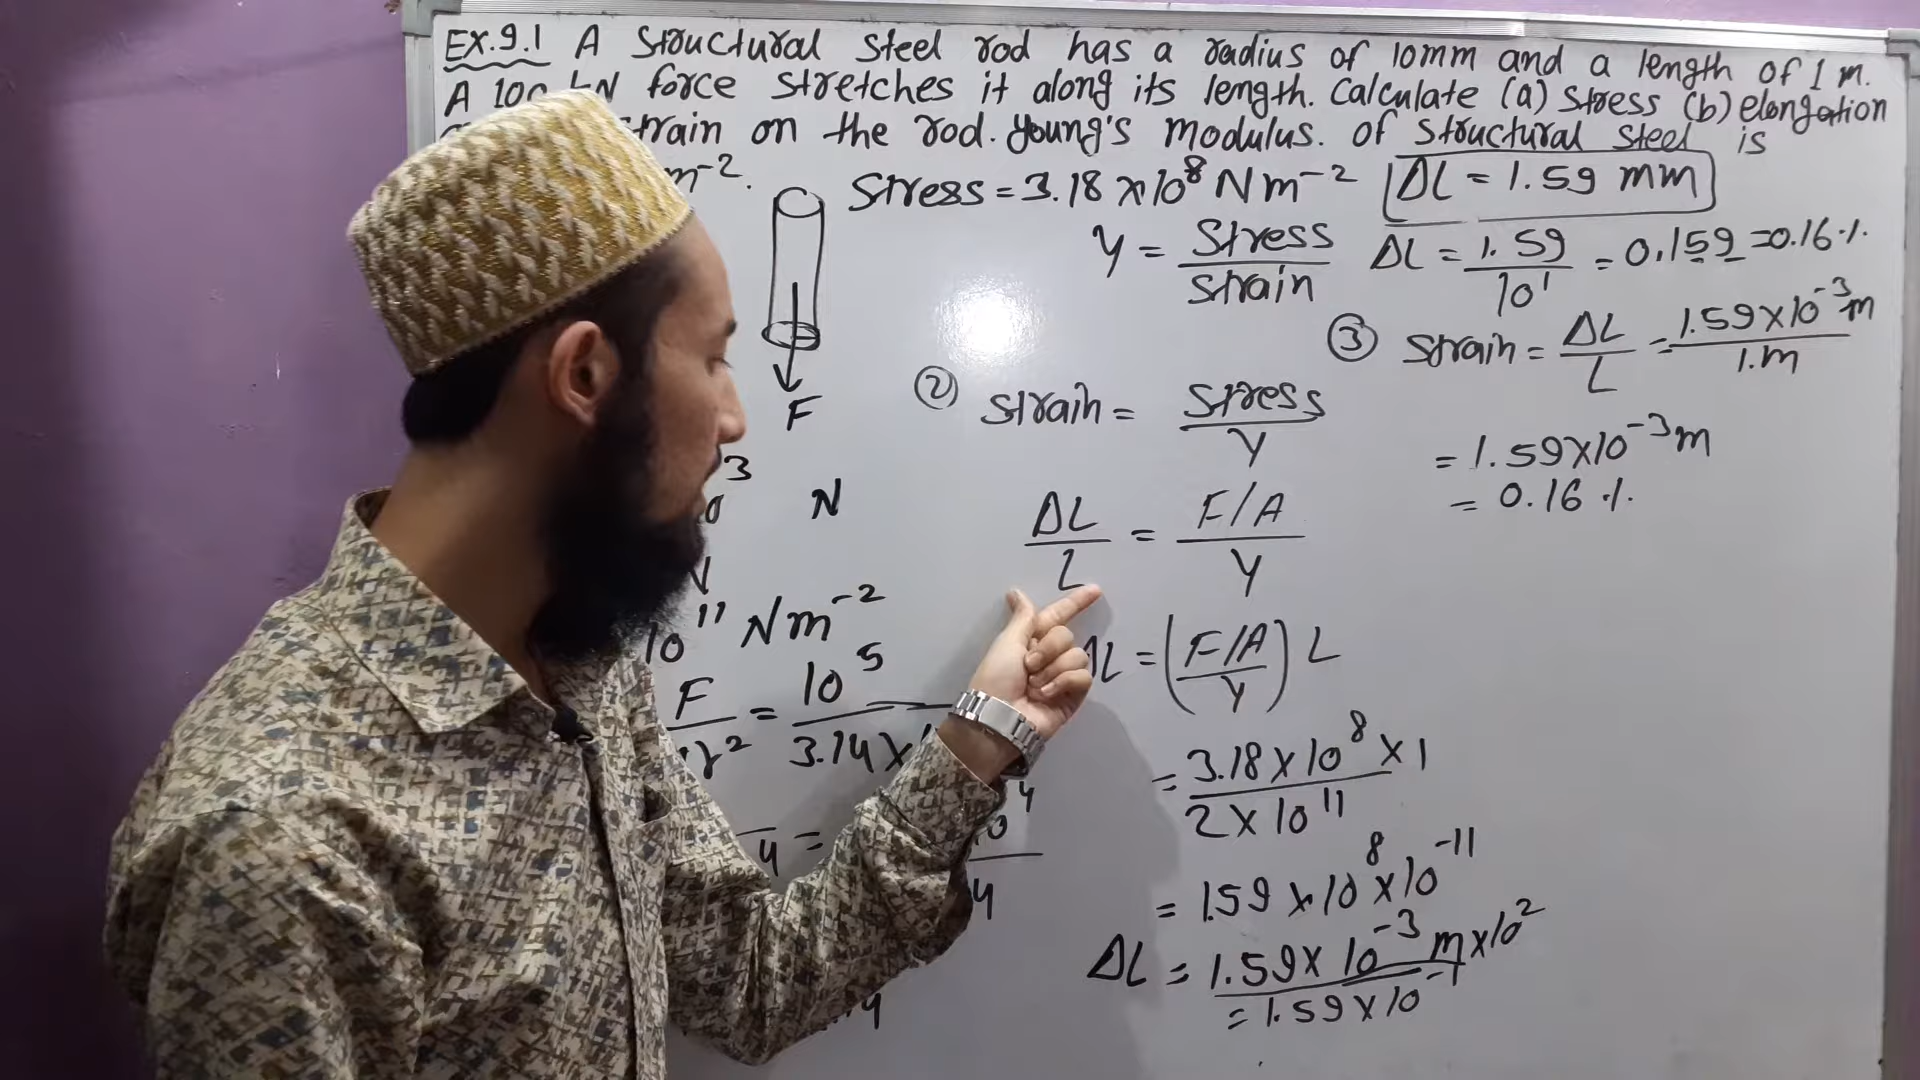 Ex.9.1 A Structural Steel rod has a radius of 10mm and a length of 1 m.
A 100 kN force stretches it along its length. Calculate (a) Stress (b) elongation
strain on the rod. Young's modulus. of Structural Steel is
m⁻².
Stress = 3.18 × 10⁸ N m⁻²
ΔL = 1.59 mm
Y = Stress / Strain
ΔL = 1.59 / 10¹ = 0.159 = 0.16 %
③ Strain = ΔL / L = 1.59 × 10⁻³ m / 1.m
= 1.59 × 10⁻³ m
= 0.16 %
F
3
N
10¹¹ N m⁻²
F / r² = 10⁵ / 3.14 ×
② Strain = Stress / Y
ΔL / L = F/A / Y
ΔL = (F/A / Y) L
= 3.18 × 10⁸ × 1 / 2 × 10¹¹
= 1.59 × 10⁸ × 10⁻¹¹
ΔL = 1.59 × 10⁻³ m × 10²
= 1.59 × 10⁻¹